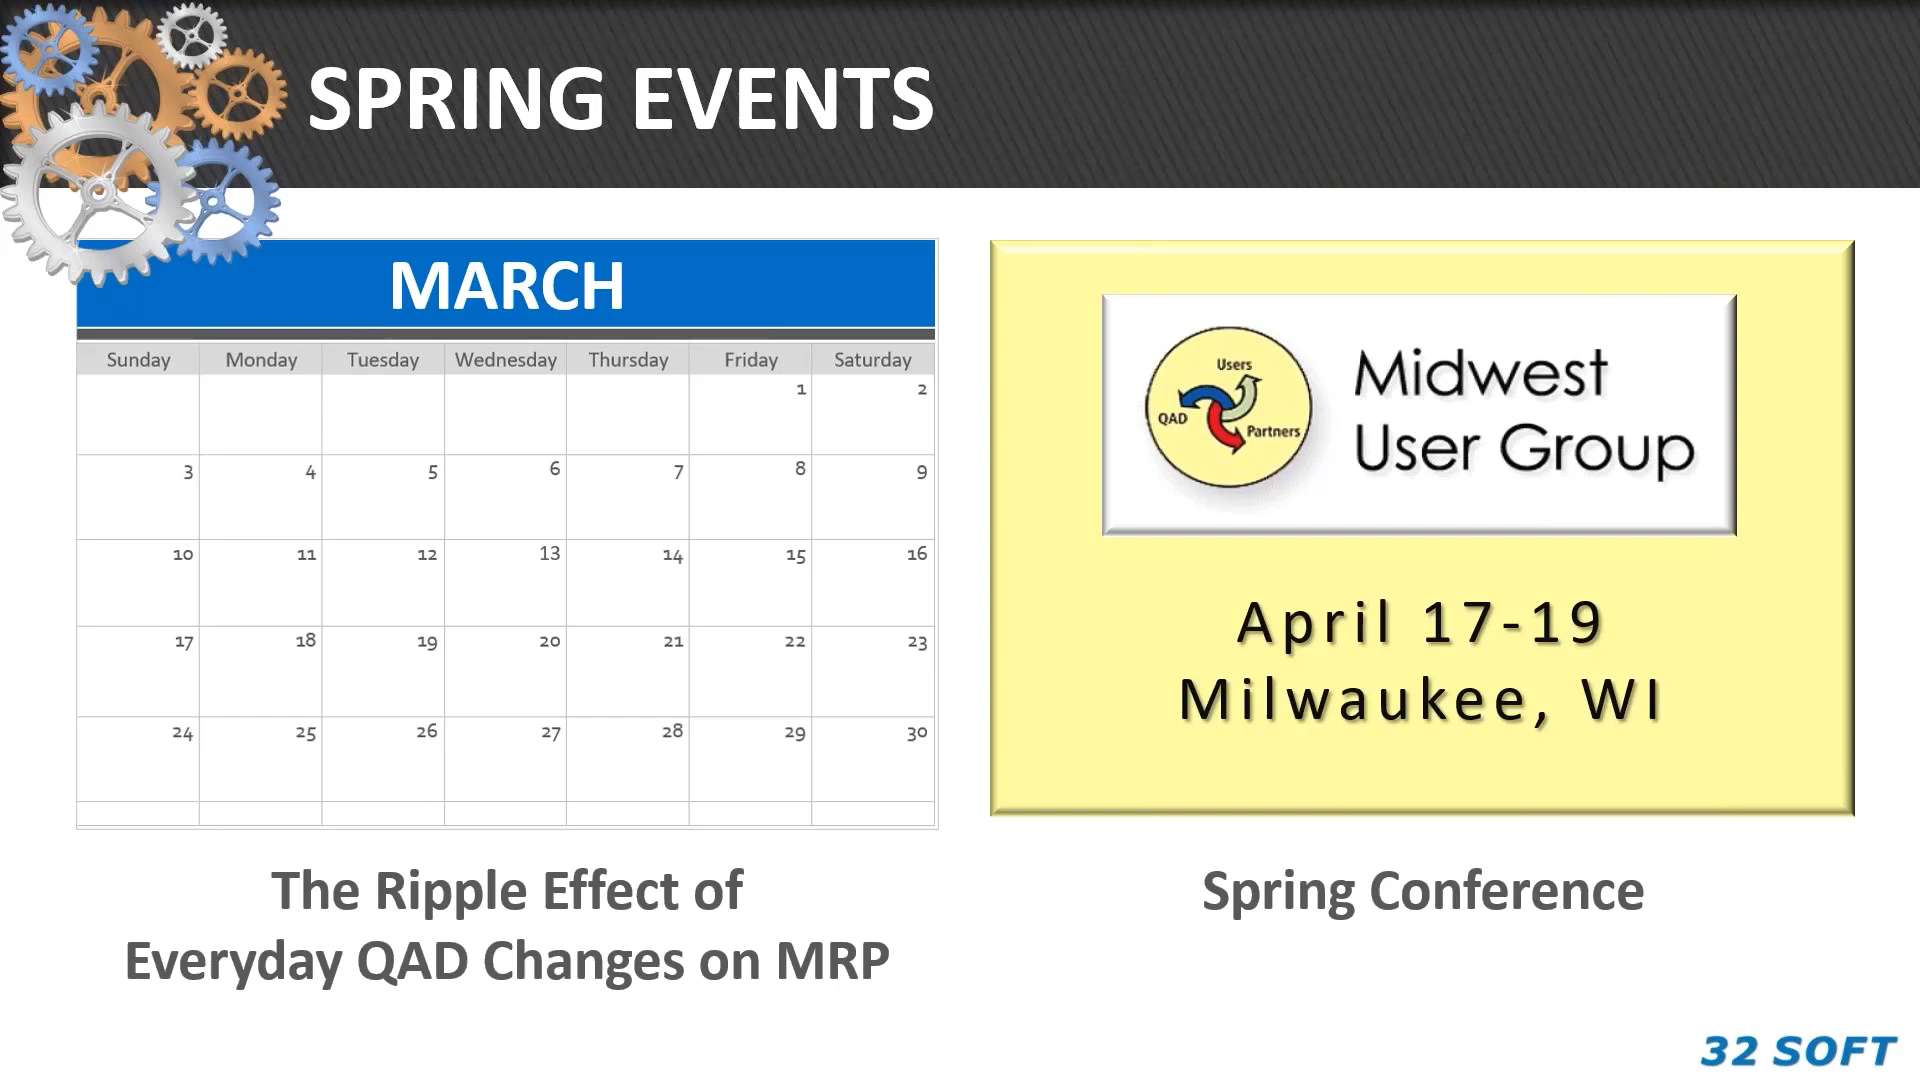 SPRING EVENTS
MARCH
Sunday Monday Tuesday Wednesday Thursday Friday Saturday
1 2
3 4 5 6 7 8 9
10 11 12 13 14 15 16
17 18 19 20 21 22 23
24 25 26 27 28 29 30
The Ripple Effect of
Everyday QAD Changes on MRP
Users
QAD
Partners
Midwest
User Group
April 17-19
Milwaukee, WI
Spring Conference
32 SOFT